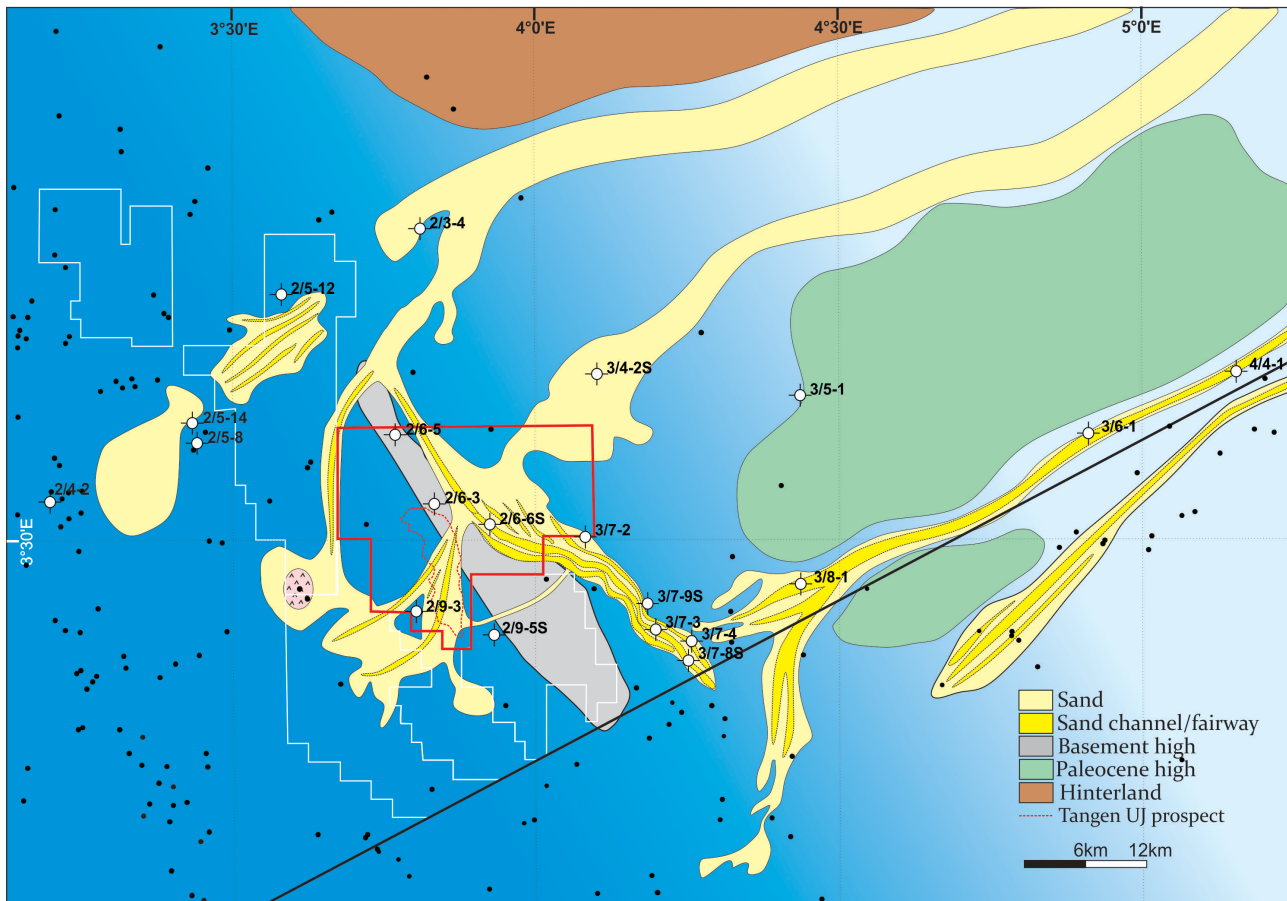 3°30'E
4°0'E
4°30'E
5°0'E
2/3-4
2/5-12
3/4-2S
4/4-1
3/5-1
2/5-14
2/6-5
3/6-1
2/5-8
2/4-2
2/6-3
2/6-6S
3/7-2
3°30'E
3/8-1
3/7-9S
2/9-3
3/7-3
2/9-5S
3/7-4
3/7-8S
Sand
Sand channel/fairway
Basement high
Paleocene high
Hinterland
Tangen UJ prospect
6km 12km